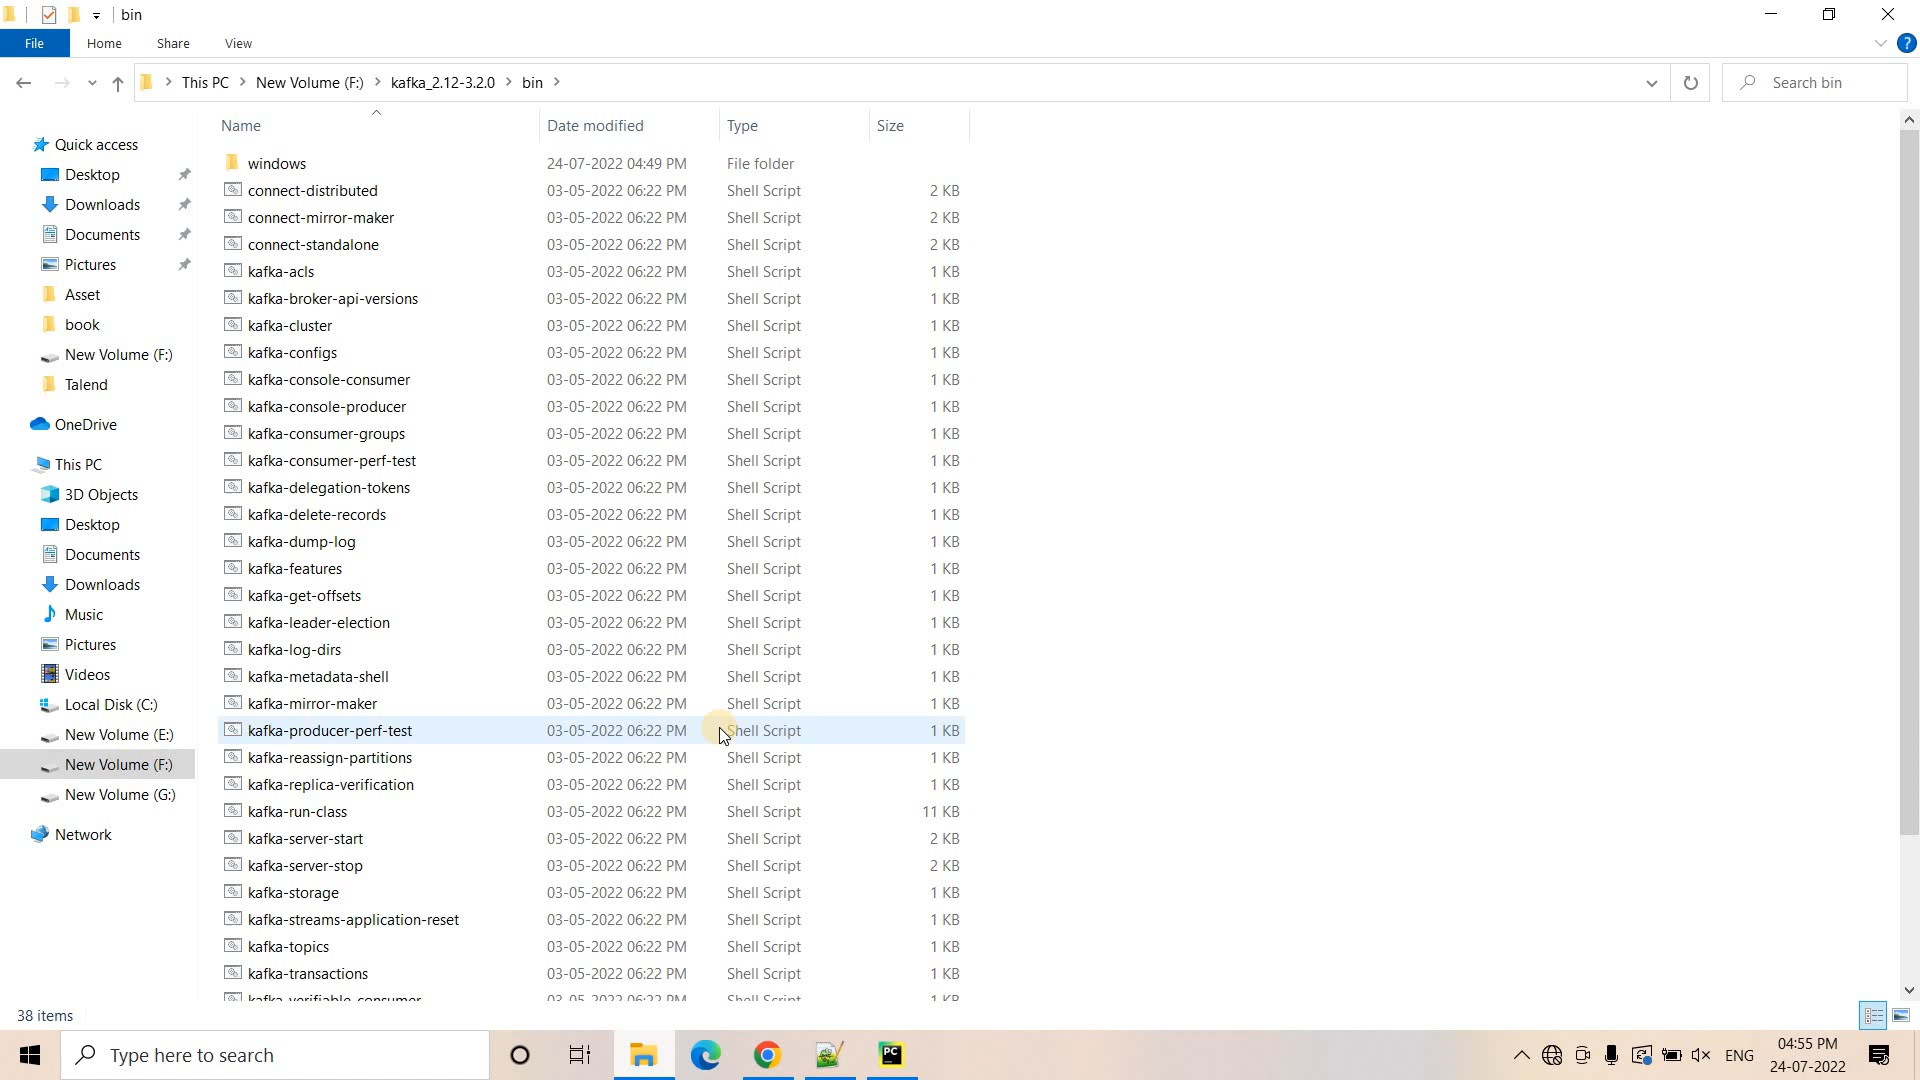 bin
File Home Share View
This PC New Volume (F:) kafka_2.12-3.2.0 bin
Search bin
Name Date modified Type Size
Quick access
Desktop
Downloads
Documents
Pictures
Asset
book
New Volume (F:)
Talend
OneDrive
This PC
3D Objects
Desktop
Documents
Downloads
Music
Pictures
Videos
Local Disk (C:)
New Volume (E:)
New Volume (F:)
New Volume (G:)
Network
windows 24-07-2022 04:49 PM File folder
connect-distributed 03-05-2022 06:22 PM Shell Script 2 KB
connect-mirror-maker 03-05-2022 06:22 PM Shell Script 2 KB
connect-standalone 03-05-2022 06:22 PM Shell Script 2 KB
kafka-acls 03-05-2022 06:22 PM Shell Script 1 KB
kafka-broker-api-versions 03-05-2022 06:22 PM Shell Script 1 KB
kafka-cluster 03-05-2022 06:22 PM Shell Script 1 KB
kafka-configs 03-05-2022 06:22 PM Shell Script 1 KB
kafka-console-consumer 03-05-2022 06:22 PM Shell Script 1 KB
kafka-console-producer 03-05-2022 06:22 PM Shell Script 1 KB
kafka-consumer-groups 03-05-2022 06:22 PM Shell Script 1 KB
kafka-consumer-perf-test 03-05-2022 06:22 PM Shell Script 1 KB
kafka-delegation-tokens 03-05-2022 06:22 PM Shell Script 1 KB
kafka-delete-records 03-05-2022 06:22 PM Shell Script 1 KB
kafka-dump-log 03-05-2022 06:22 PM Shell Script 1 KB
kafka-features 03-05-2022 06:22 PM Shell Script 1 KB
kafka-get-offsets 03-05-2022 06:22 PM Shell Script 1 KB
kafka-leader-election 03-05-2022 06:22 PM Shell Script 1 KB
kafka-log-dirs 03-05-2022 06:22 PM Shell Script 1 KB
kafka-metadata-shell 03-05-2022 06:22 PM Shell Script 1 KB
kafka-mirror-maker 03-05-2022 06:22 PM Shell Script 1 KB
kafka-producer-perf-test 03-05-2022 06:22 PM Shell Script 1 KB
kafka-reassign-partitions 03-05-2022 06:22 PM Shell Script 1 KB
kafka-replica-verification 03-05-2022 06:22 PM Shell Script 1 KB
kafka-run-class 03-05-2022 06:22 PM Shell Script 11 KB
kafka-server-start 03-05-2022 06:22 PM Shell Script 2 KB
kafka-server-stop 03-05-2022 06:22 PM Shell Script 2 KB
kafka-storage 03-05-2022 06:22 PM Shell Script 1 KB
kafka-streams-application-reset 03-05-2022 06:22 PM Shell Script 1 KB
kafka-topics 03-05-2022 06:22 PM Shell Script 1 KB
kafka-transactions 03-05-2022 06:22 PM Shell Script 1 KB
kafka-verifiable-consumer 03-05-2022 06:22 PM Shell Script 1 KB
38 items
Type here to search
PC
ENG
04:55 PM
24-07-2022